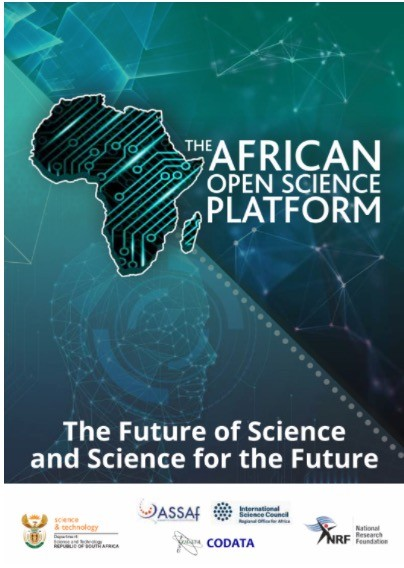 THE AFRICAN
OPEN SCIENCE
PLATFORM
The Future of Science
and Science for the Future
science
& technology
Department:
Science and Technology
REPUBLIC OF SOUTH AFRICA
ASSAf
International
Science Council
Regional Office for Africa
CODATA
NRF
National
Research
Foundation